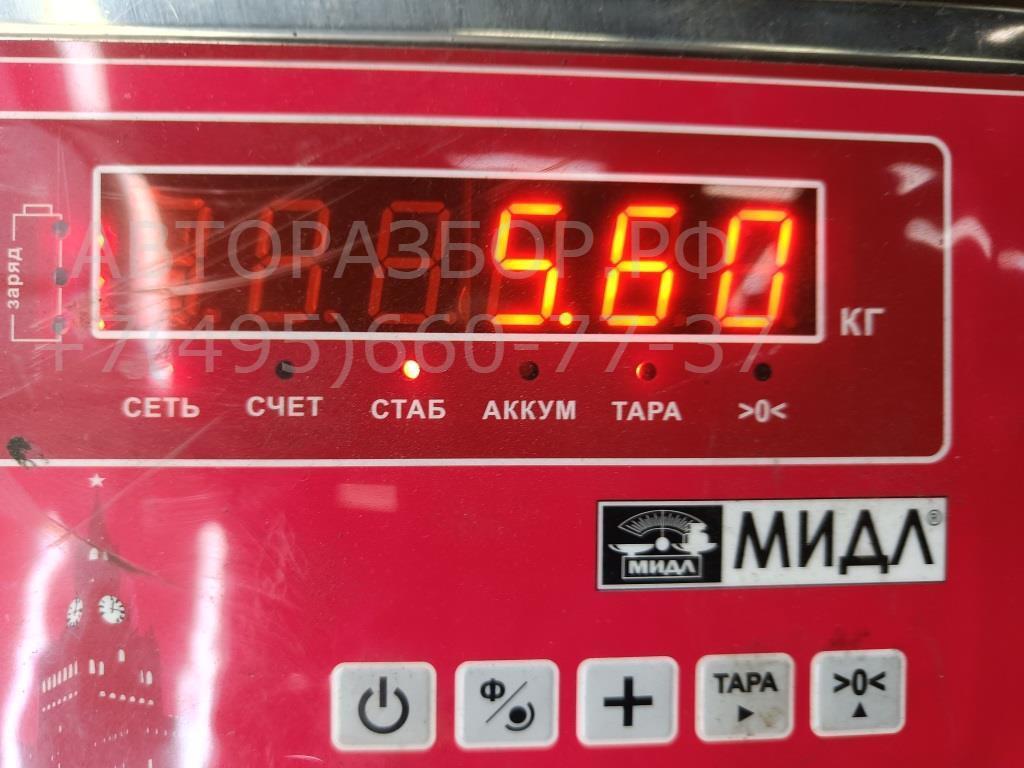 АВТОРАЗБОР.РФ
5.60
КГ
+7(495)660-77-37
заряд
СЕТЬ СЧЕТ СТАБ АККУМ ТАРА >0<
МИДЛ МИДЛ®
Ф
ТАРА >0<